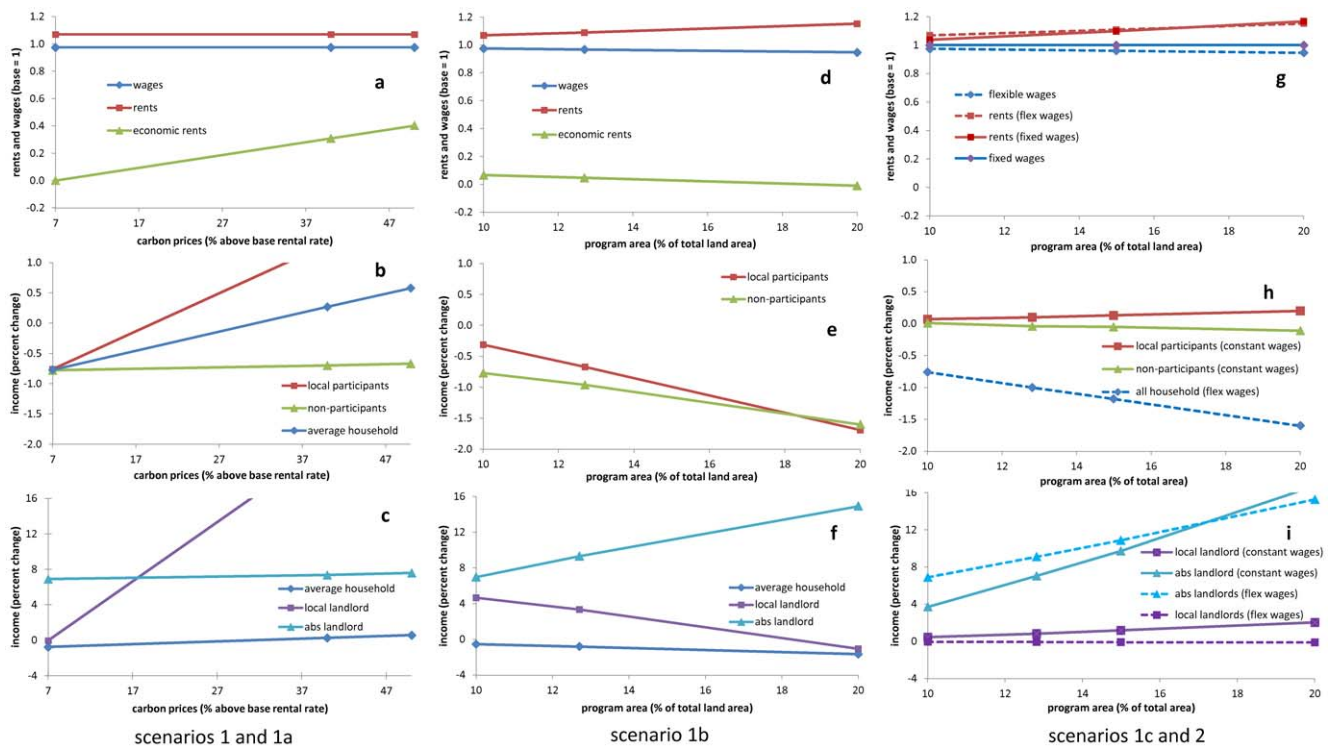 1.2
1.0
0.8
0.6
0.4
0.2
0.0
-0.2
rents and wages (base = 1)
a
wages
rents
economic rents
7 17 27 37 47
carbon prices (% above base rental rate)
1.0
0.5
0.0
-0.5
-1.0
-1.5
-2.0
income (percent change)
b
local participants
non-participants
average household
7 17 27 37 47
carbon prices (% above base rental rate)
16
12
8
4
0
-4
income (percent change)
c
average household
local landlord
abs landlord
7 17 27 37 47
carbon prices (% above base rental rate)
scenarios 1 and 1a
1.2
1.0
0.8
0.6
0.4
0.2
0.0
-0.2
rents and wages (base = 1)
d
wages
rents
economic rents
10 12 14 16 18 20
program area (% of total land area)
1.0
0.5
0.0
-0.5
-1.0
-1.5
-2.0
income (percent change)
local participants
non-participants
e
10 12 14 16 18 20
program area (% of total land area)
16
12
8
4
0
-4
income (percent change)
f
average household
local landlord
abs landlord
10 12 14 16 18 20
program area (% of total land area)
scenario 1b
1.2
1
0.8
0.6
0.4
0.2
0
-0.2
rents and wages (base = 1)
g
flexible wages
rents (flex wages)
rents (fixed wages)
fixed wages
10 12 14 16 18 20
program area (% of total land area)
1.0
0.5
0.0
-0.5
-1.0
-1.5
-2.0
income (percent change)
h
local participants (constant wages)
non-participants (constant wages)
all household (flex wages)
10 12 14 16 18 20
program area (% of total land area)
16
12
8
4
0
-4
income (percent change)
i
local landlord (constant wages)
abs landlord (constant wages)
abs landlords (flex wages)
local landlords (flex wages)
10 12 14 16 18 20
program area (% of total land area)
scenarios 1c and 2